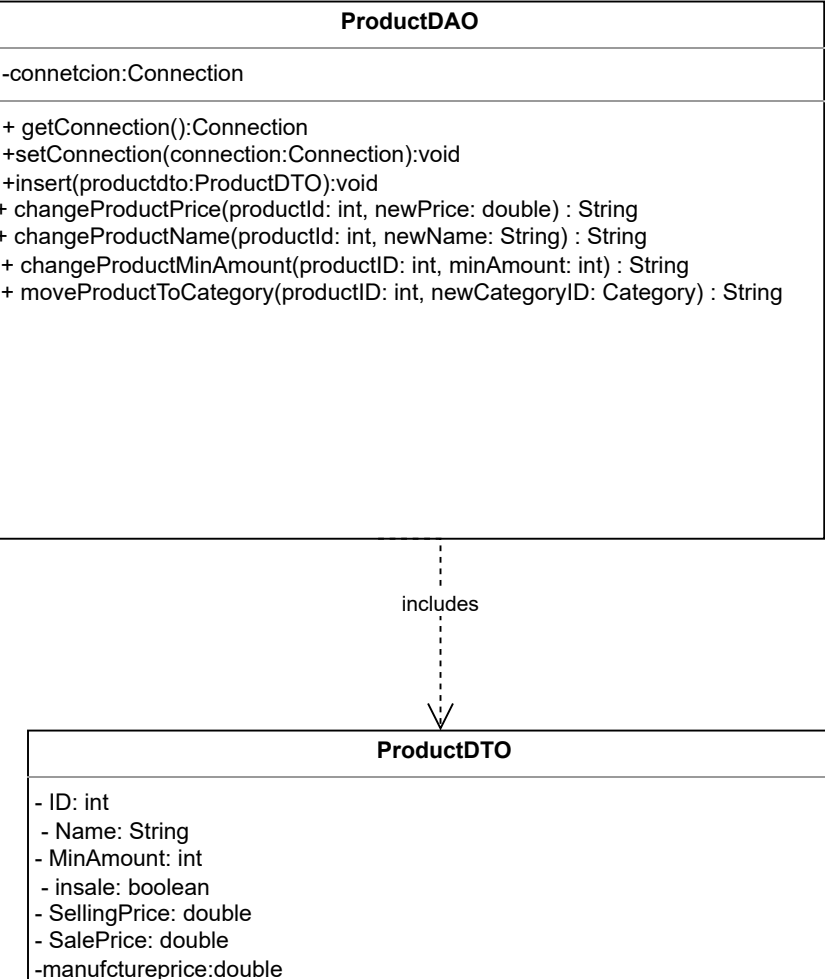 ProductDAO
-connetcion:Connection
+ getConnection():Connection
+setConnection(connection:Connection):void
+insert(productdto:ProductDTO):void
+ changeProductPrice(productId: int, newPrice: double) : String
+ changeProductName(productId: int, newName: String) : String
+ changeProductMinAmount(productID: int, minAmount: int) : String
+ moveProductToCategory(productID: int, newCategoryID: Category) : String
includes
ProductDTO
- ID: int
- Name: String
- MinAmount: int
- insale: boolean
- SellingPrice: double
- SalePrice: double
-manufctureprice:double